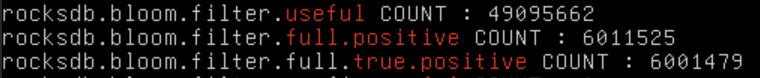 rocksdb.bloom.filter.useful COUNT : 49095662
rocksdb.bloom.filter.full.positive COUNT : 6011525
rocksdb.bloom.filter.full.true.positive COUNT : 6001479